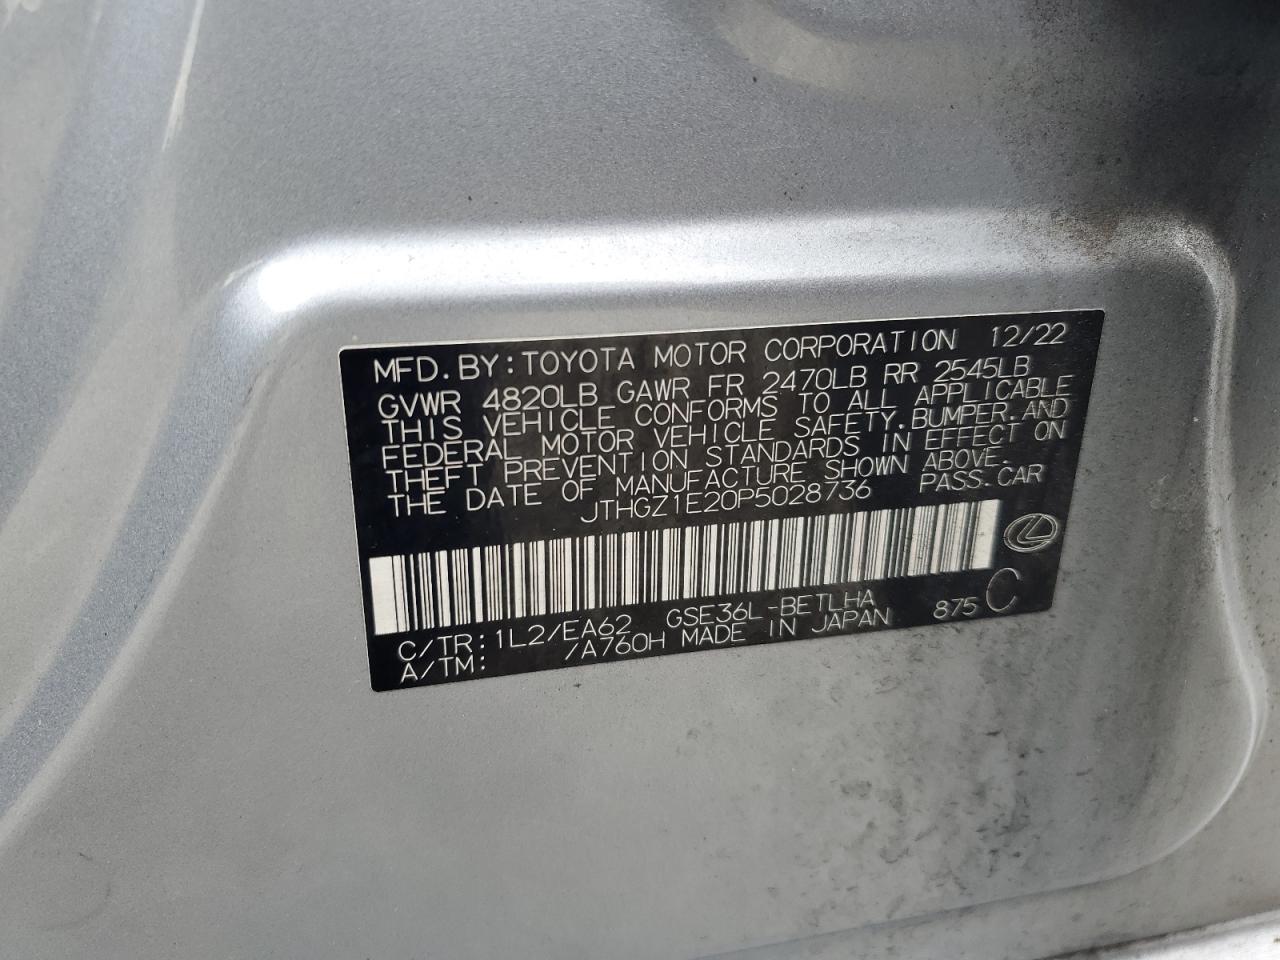 MFD. BY: TOYOTA MOTOR CORPORATION 12/22
GVWR 4820LB GAWR FR 2470LB RR 2545LB
THIS VEHICLE CONFORMS TO ALL APPLICABLE
FEDERAL MOTOR VEHICLE SAFETY, BUMPER, AND
THEFT PREVENTION STANDARDS IN EFFECT ON
THE DATE OF MANUFACTURE SHOWN ABOVE.
JTHGZ1E20P5028736 PASS. CAR
C/TR: 1L2/EA62 GSE36L-BETLHA 875 C
A/TM: /A760H MADE IN JAPAN